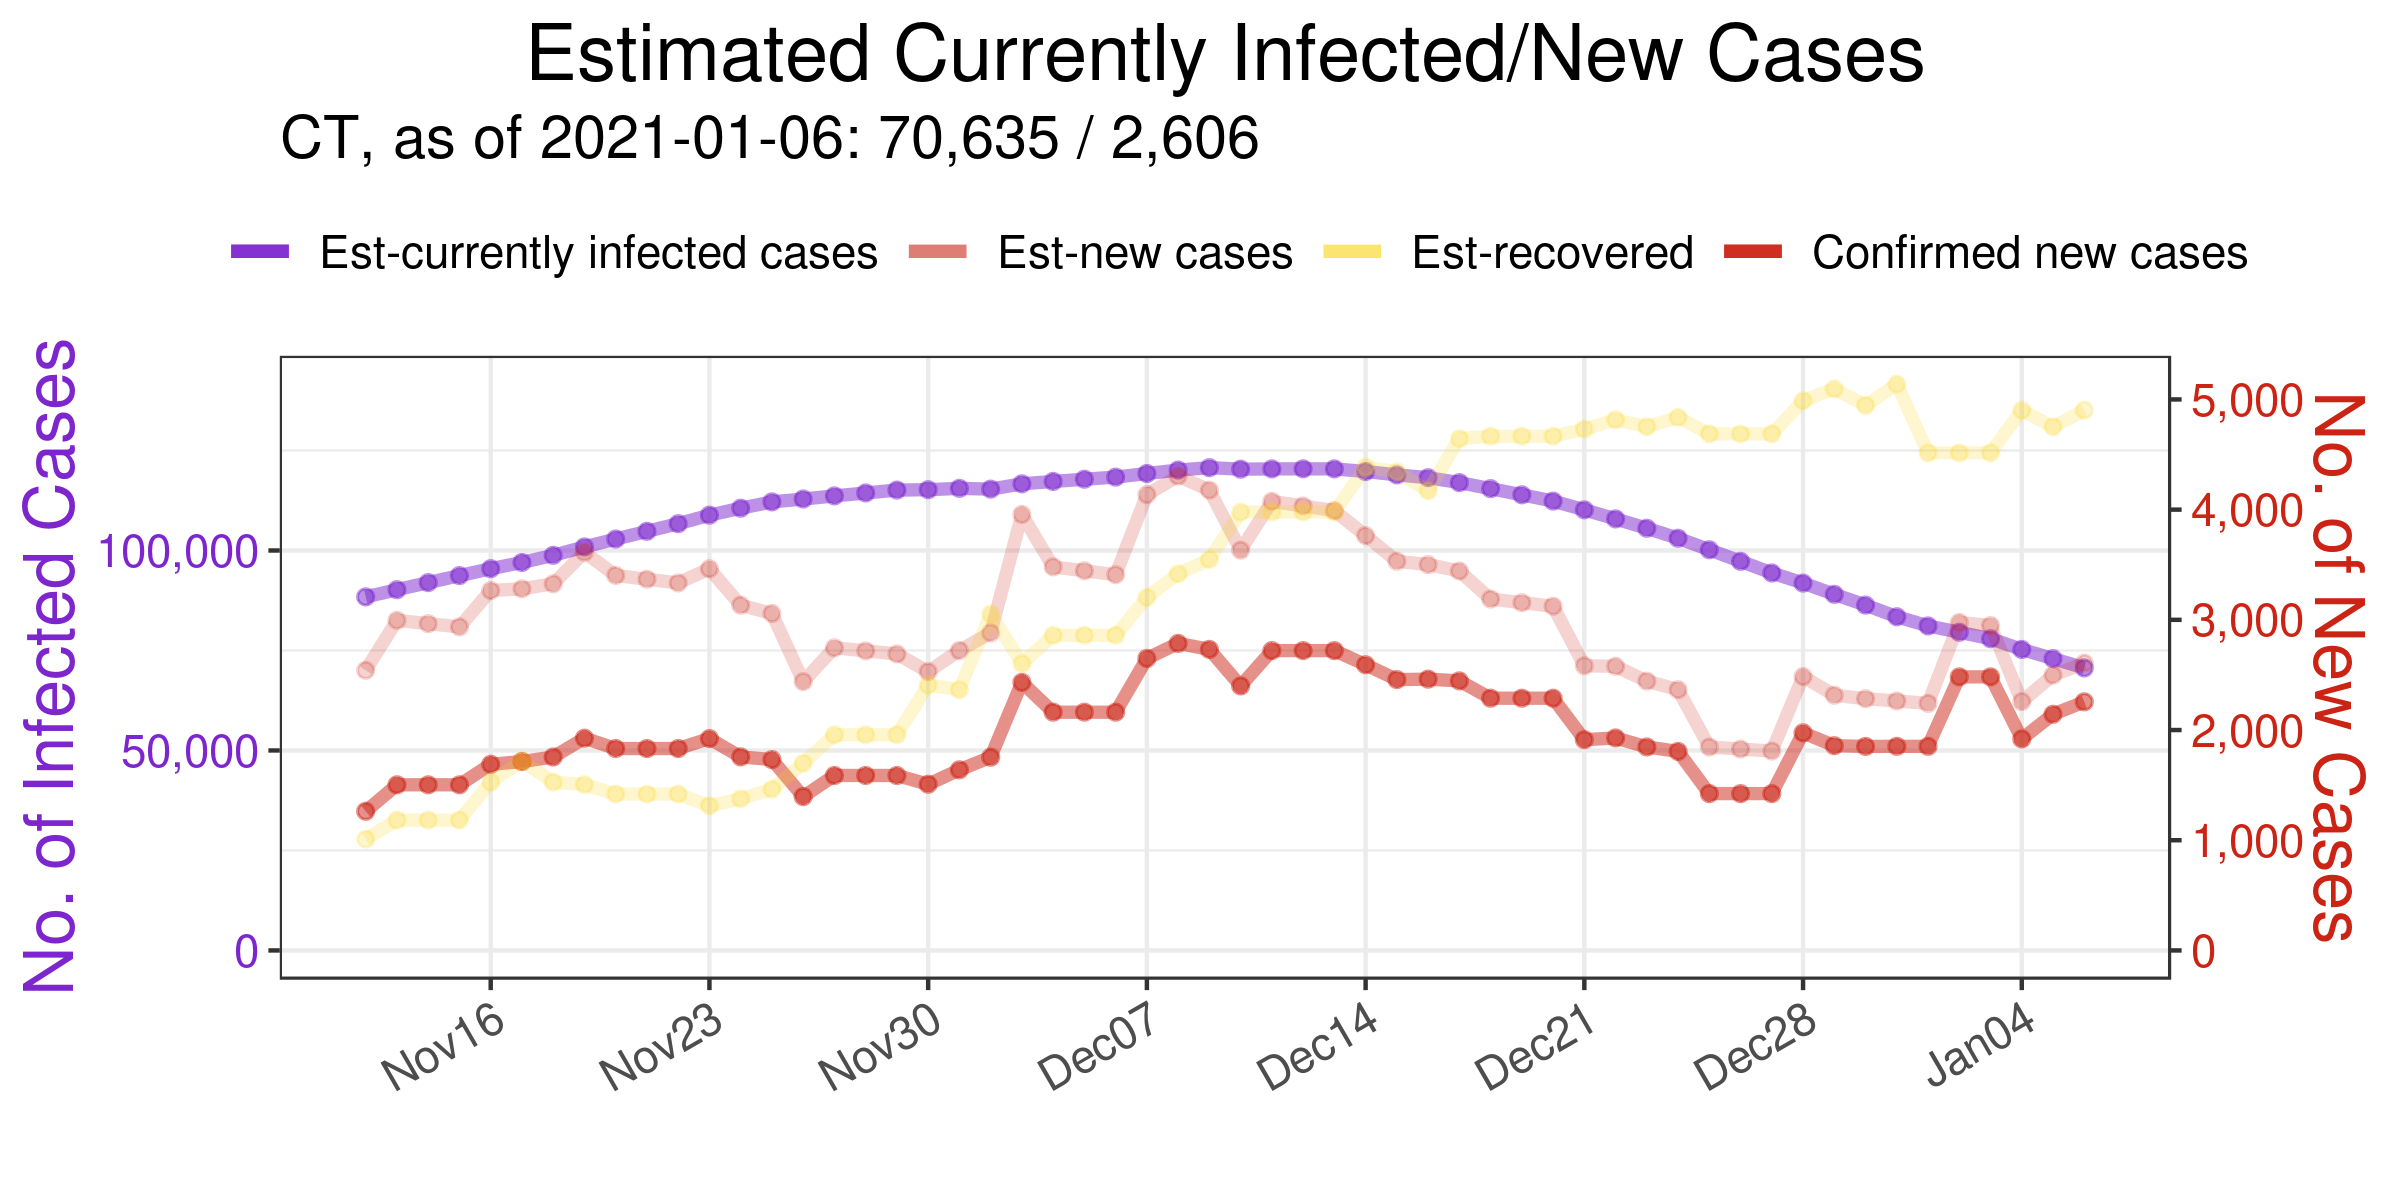 Estimated Currently Infected/New Cases
CT, as of 2021-01-06: 70,635 / 2,606
Est-currently infected cases Est-new cases Est-recovered Confirmed new cases
No. of Infected Cases
100,000
50,000
0
5,000
4,000
3,000
2,000
1,000
0
No. of New Cases
Nov16 Nov23 Nov30 Dec07 Dec14 Dec21 Dec28 Jan04